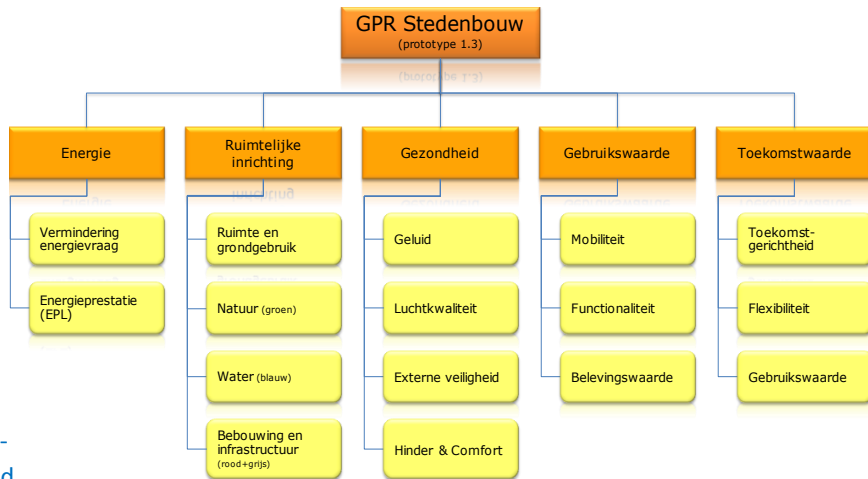 GPR Stedenbouw
(prototype 1.3)
Energie
Vermindering
energievraag
Energieprestatie
(EPL)
Ruimtelijke
inrichting
Ruimte en
grondgebruik
Natuur (groen)
Water (blauw)
Bebouwing en
infrastructuur
(rood+grijs)
Gezondheid
Geluid
Luchtkwaliteit
Externe veiligheid
Hinder & Comfort
Gebruikswaarde
Mobiliteit
Functionaliteit
Belevingswaarde
Toekomstwaarde
Toekomst-
gerichtheid
Flexibiliteit
Gebruikswaarde
-
d